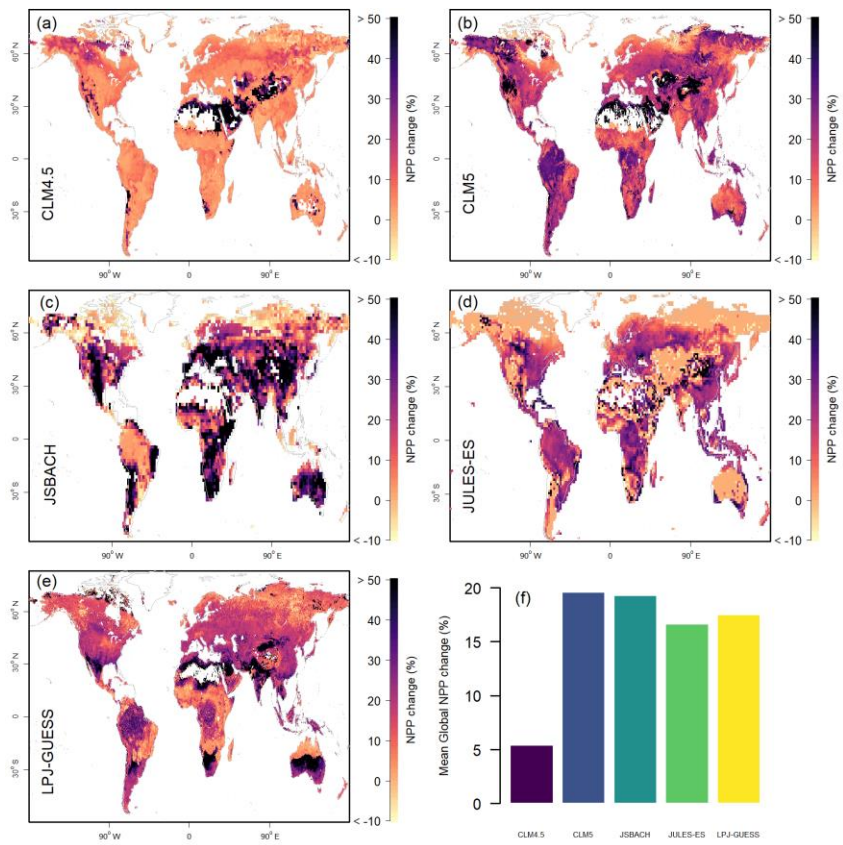 (a)
CLM4.5
60° N
30° N
0
30° S
90° W
0
90° E
> 50
40
30
20
10
0
< -10
NPP change (%)
(b)
CLM5
60° N
30° N
0
30° S
90° W
0
90° E
> 50
40
30
20
10
0
< -10
NPP change (%)
(c)
JSBACH
60° N
30° N
0
30° S
90° W
0
90° E
> 50
40
30
20
10
0
< -10
NPP change (%)
(d)
JULES-ES
60° N
30° N
0
30° S
90° W
0
90° E
> 50
40
30
20
10
0
< -10
NPP change (%)
(e)
LPJ-GUESS
60° N
30° N
0
30° S
90° W
0
90° E
> 50
40
30
20
10
0
< -10
NPP change (%)
(f)
Mean Global NPP change (%)
20
15
10
5
0
CLM4.5 CLM5 JSBACH JULES-ES LPJ-GUESS